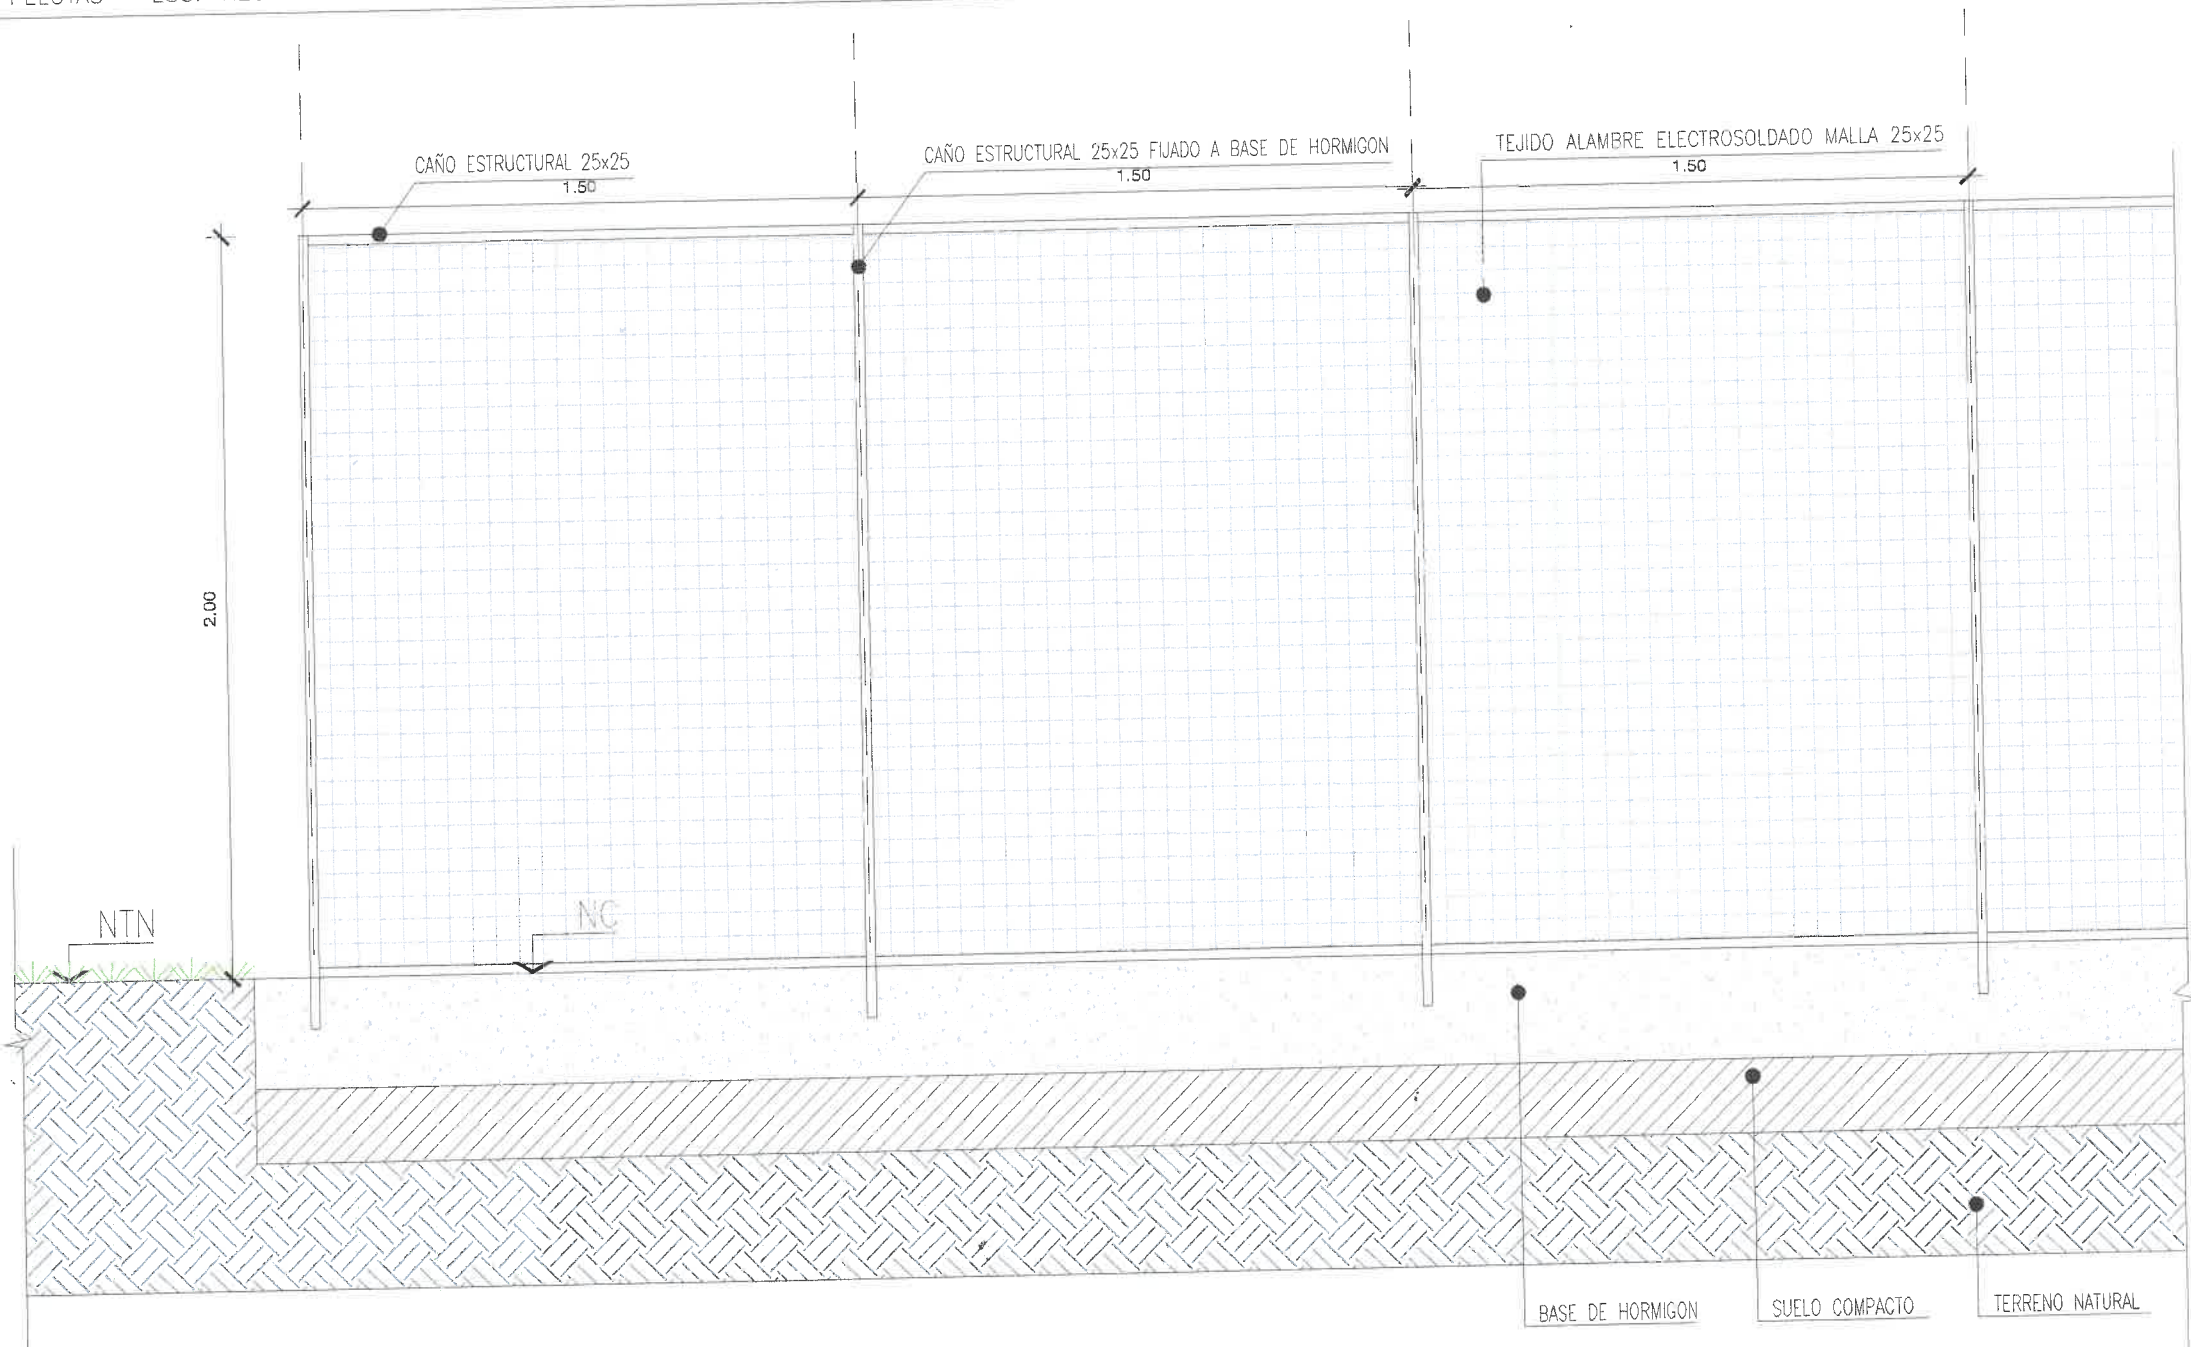 CAÑO ESTRUCTURAL 25x25
1.50
CAÑO ESTRUCTURAL 25x25 FIJADO A BASE DE HORMIGON
1.50
TEJIDO ALAMBRE ELECTROSOLDADO MALLA 25x25
1.50
2.00
NTN
NC
BASE DE HORMIGON
SUELO COMPACTO
TERRENO NATURAL